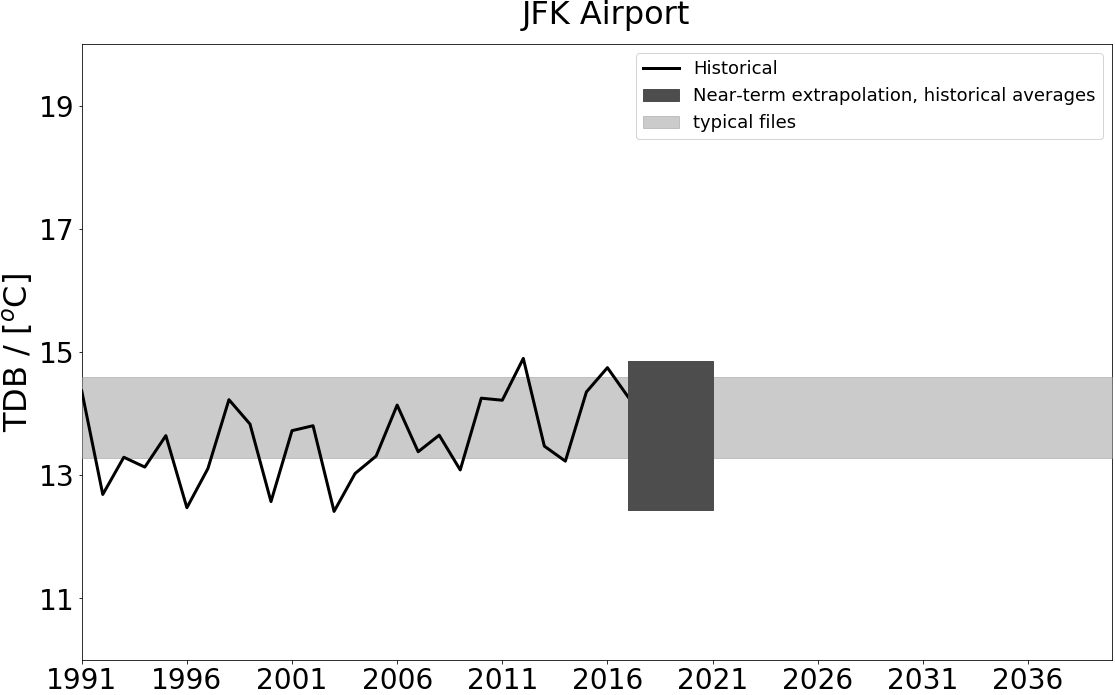 JFK Airport
Historical
Near-term extrapolation, historical averages
typical files
TDB / [°C]
19
17
15
13
11
1991 1996 2001 2006 2011 2016 2021 2026 2031 2036